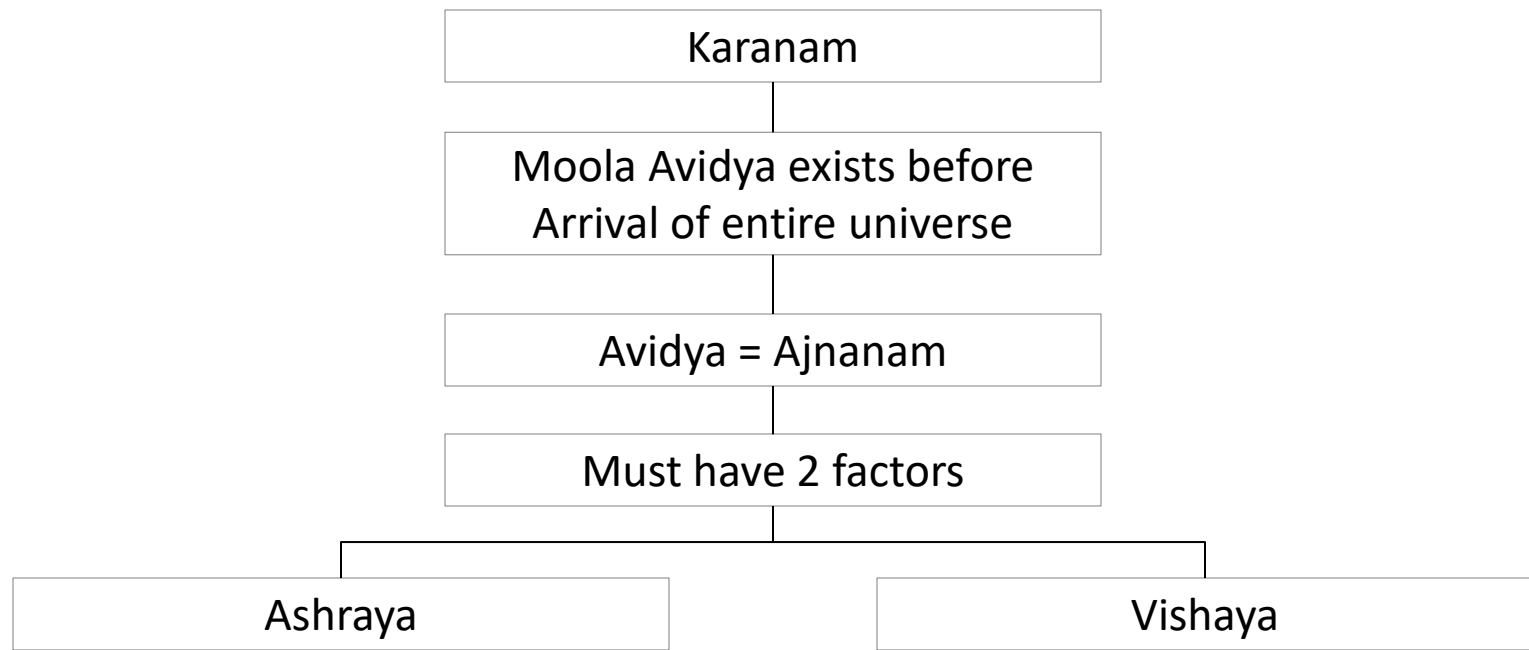 Karanam
Moola Avidya exists before
Arrival of entire universe
Avidya = Ajnanam
Must have 2 factors
Ashraya
Vishaya